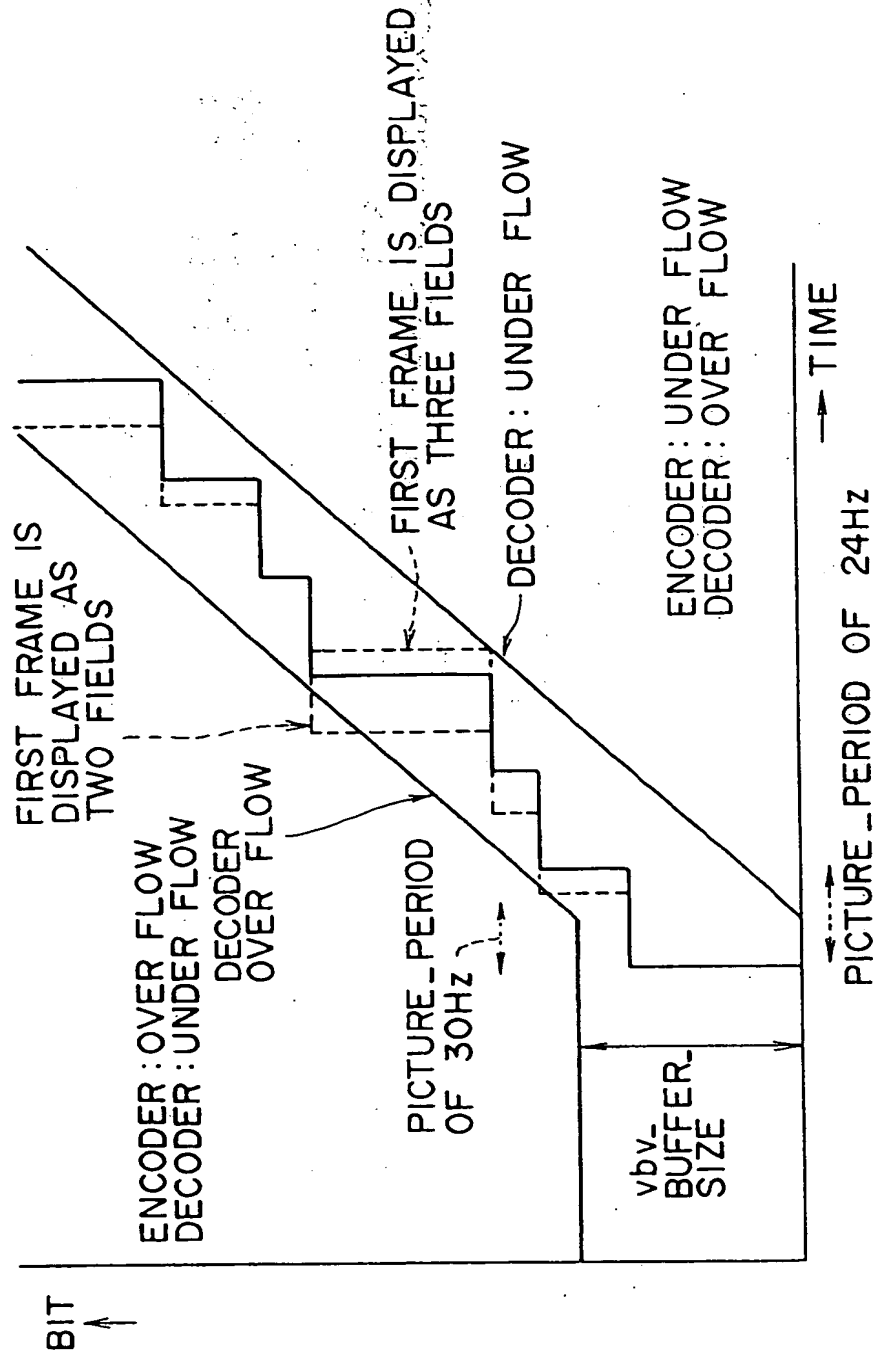 BIT
FIRST FRAME IS
DISPLAYED AS
TWO FIELDS
ENCODER : OVER FLOW
DECODER : UNDER FLOW
DECODER
OVER FLOW
PICTURE_PERIOD
OF 30Hz
FIRST FRAME IS DISPLAYED
AS THREE FIELDS
DECODER : UNDER FLOW
vbv_
BUFFER_
SIZE
ENCODER : UNDER FLOW
DECODER : OVER FLOW
TIME
PICTURE_PERIOD OF 24Hz